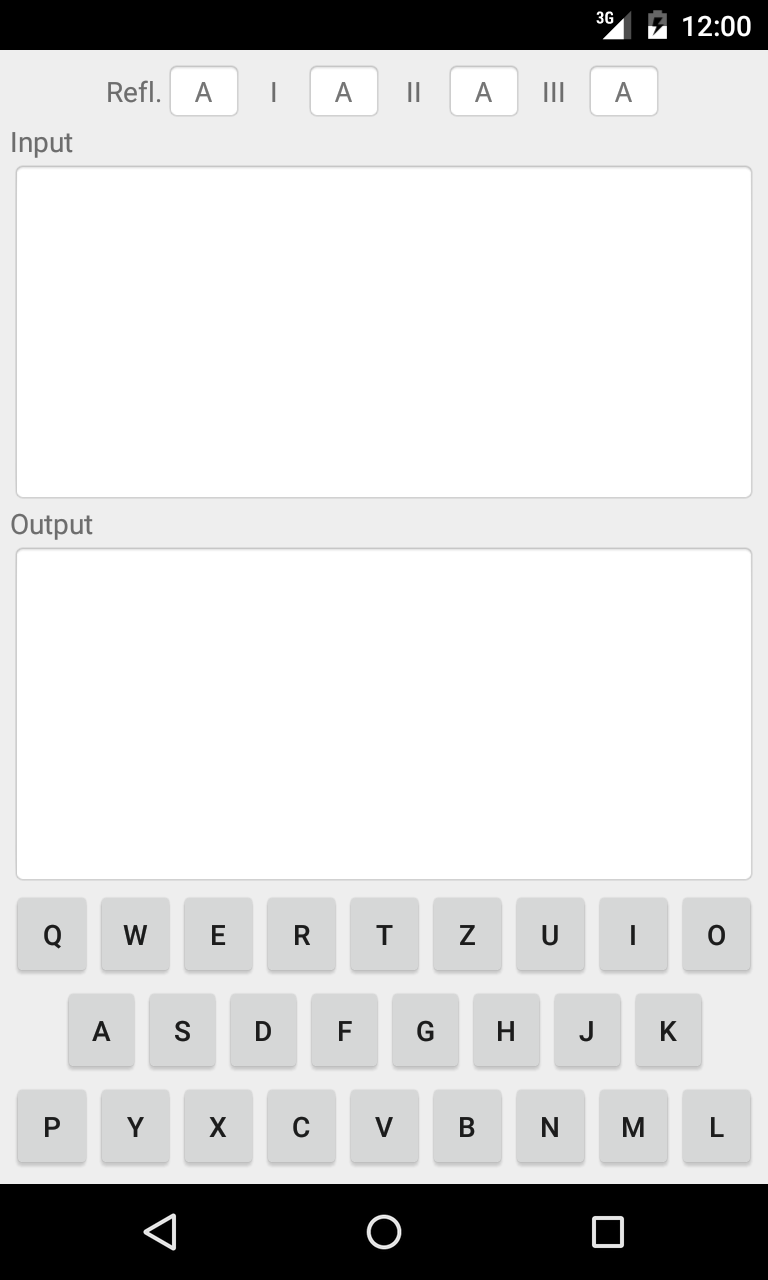 3G 12:00
Refl. A I A II A III A
Input
Output
Q W E R T Z U I O
A S D F G H J K
P Y X C V B N M L